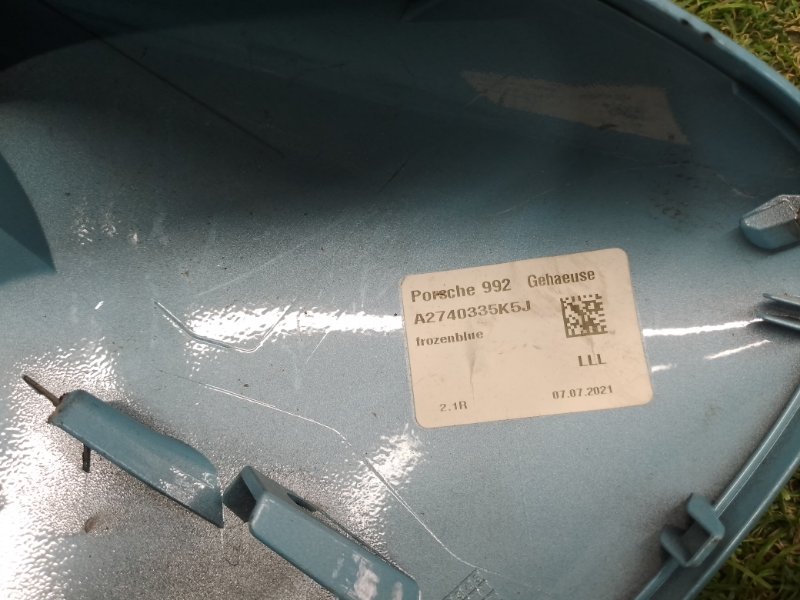 Porsche 992 Gehaeuse
A2740335K5J
frozenblue
LLL
2.1R 07.07.2021